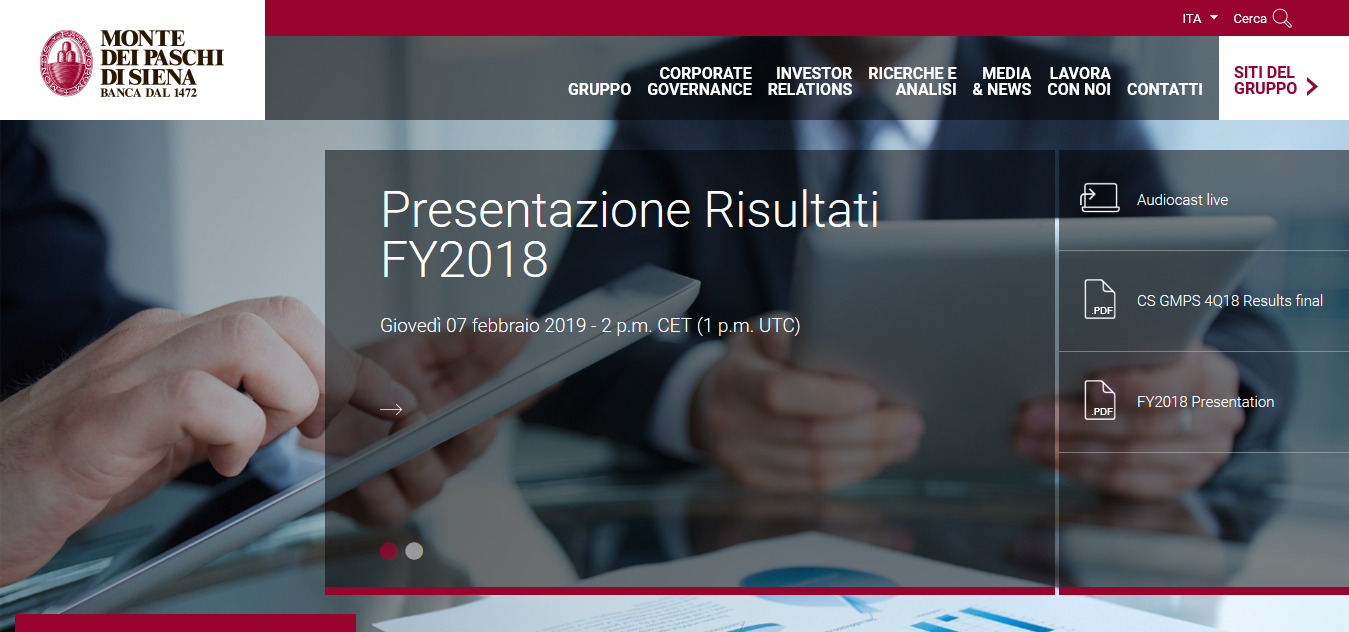 ITA
Cerca
MONTE
DEI PASCHI
DI SIENA
BANCA DAL 1472
GRUPPO
CORPORATE
GOVERNANCE
INVESTOR
RELATIONS
RICERCHE E
ANALISI
MEDIA
& NEWS
LAVORA
CON NOI
CONTATTI
SITI DEL
GRUPPO
Presentazione Risultati
FY2018
Giovedì 07 febbraio 2019 - 2 p.m. CET (1 p.m. UTC)
Audiocast live
.PDF
CS GMPS 4Q18 Results final
.PDF
FY2018 Presentation